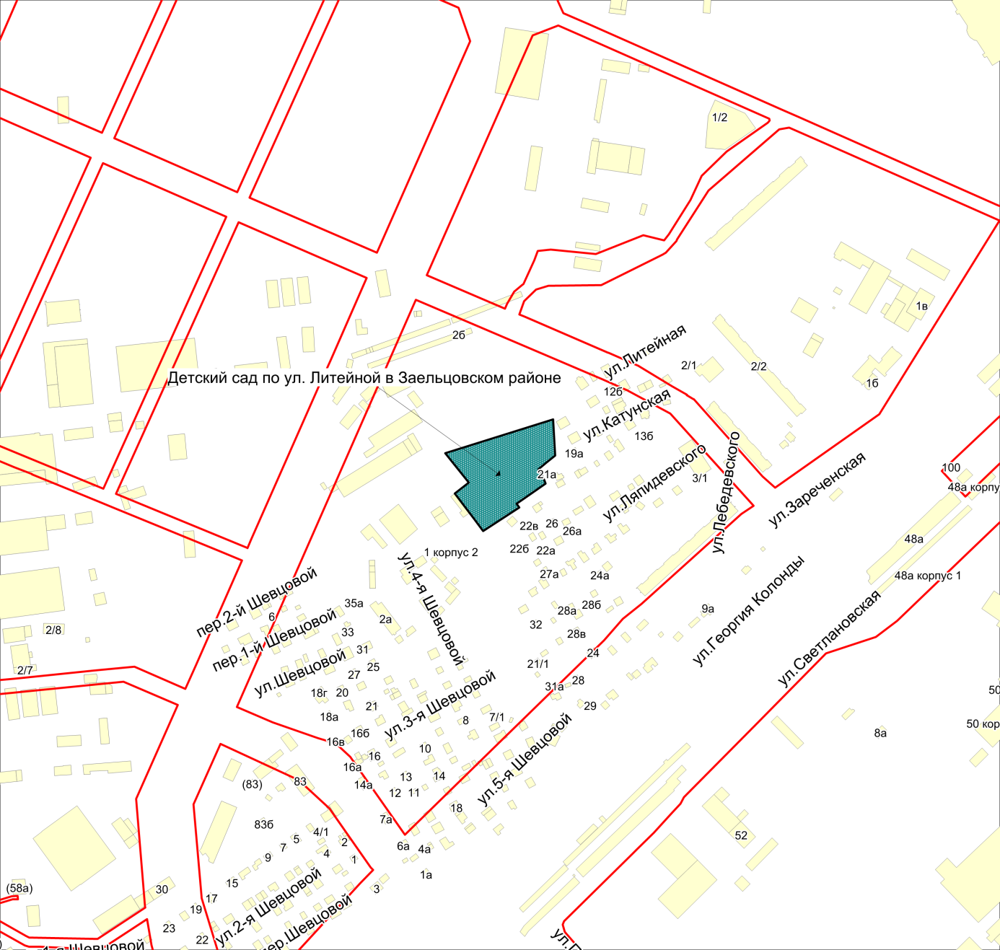 1/2
1в
2б
ул.Литейная
2/1
2/2
1б
Детский сад по ул. Литейной в Заельцовском районе
12б
ул.Катунская
13б
19а
21а
ул.Ляпидевского
3/1
ул.Лебедевского
ул.Зареченская
100
48а корпу
22в
26
26а
22б
22а
1 корпус 2
48а
27а
24а
48а корпус 1
ул.4-я Шевцовой
ул.Георгия Колонды
ул.Светлановская
пер.2-й Шевцовой
35а
6
2а
28а
28б
9а
пер.1-й Шевцовой
32
2/8
33
28в
31
24
ул.Шевцовой
25
21/1
2/7
27
28
31а
18г
20
50
21
29
ул.3-я Шевцовой
18а
8
7/1
50 кор
16б
8а
16в
ул.5-я Шевцовой
10
16
16а
13
14
(83)
83
14а
12
11
18
7а
83б
4/1
52
5
2
6а
7
4а
4
9
1
1а
15
(58а)
30
3
17
19
ул.2-я Шевцовой
23
22
пер.Шевцовой
1-я Шевцовой